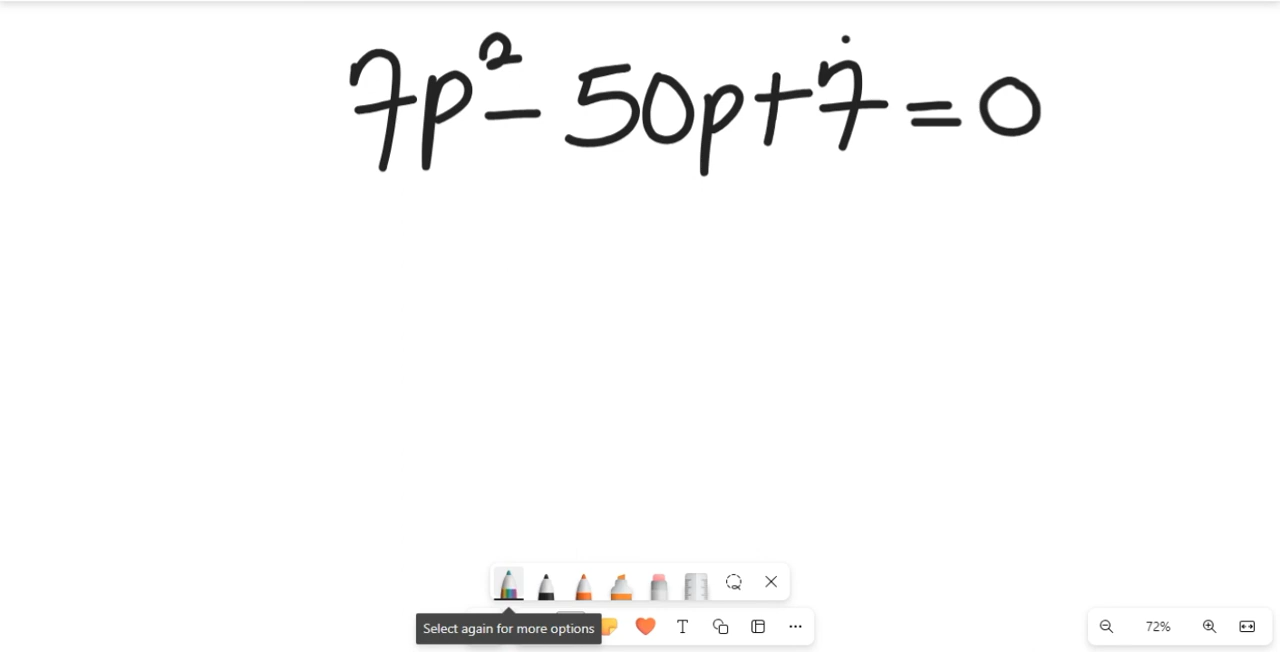 7p² - 50p + 7 = 0
Select again for more options
T
72%